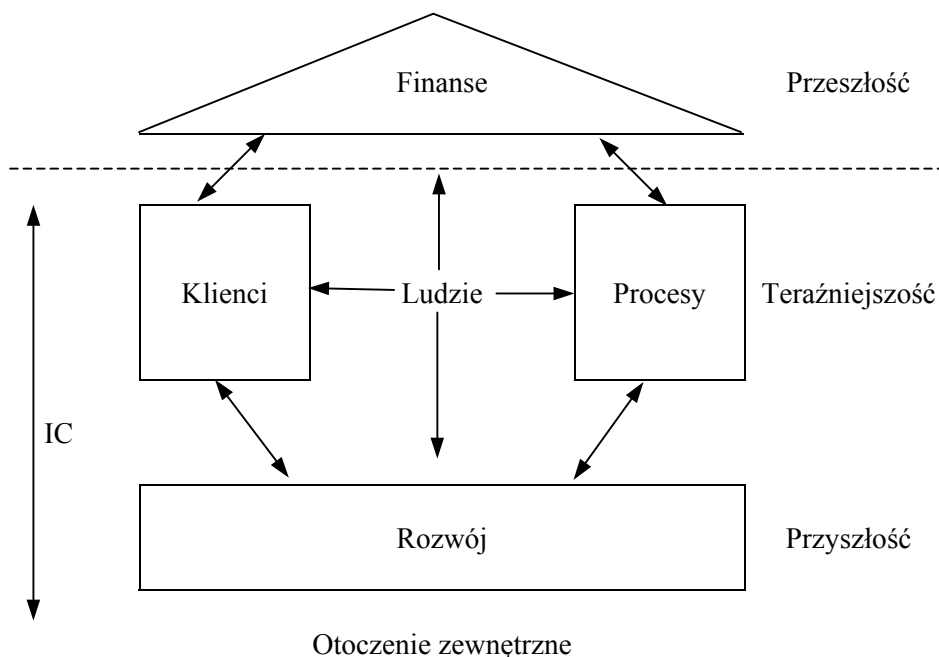 Finanse
Przeszłość
Klienci
Ludzie
Procesy
Teraźniejszość
IC
Rozwój
Przyszłość
Otoczenie zewnętrzne